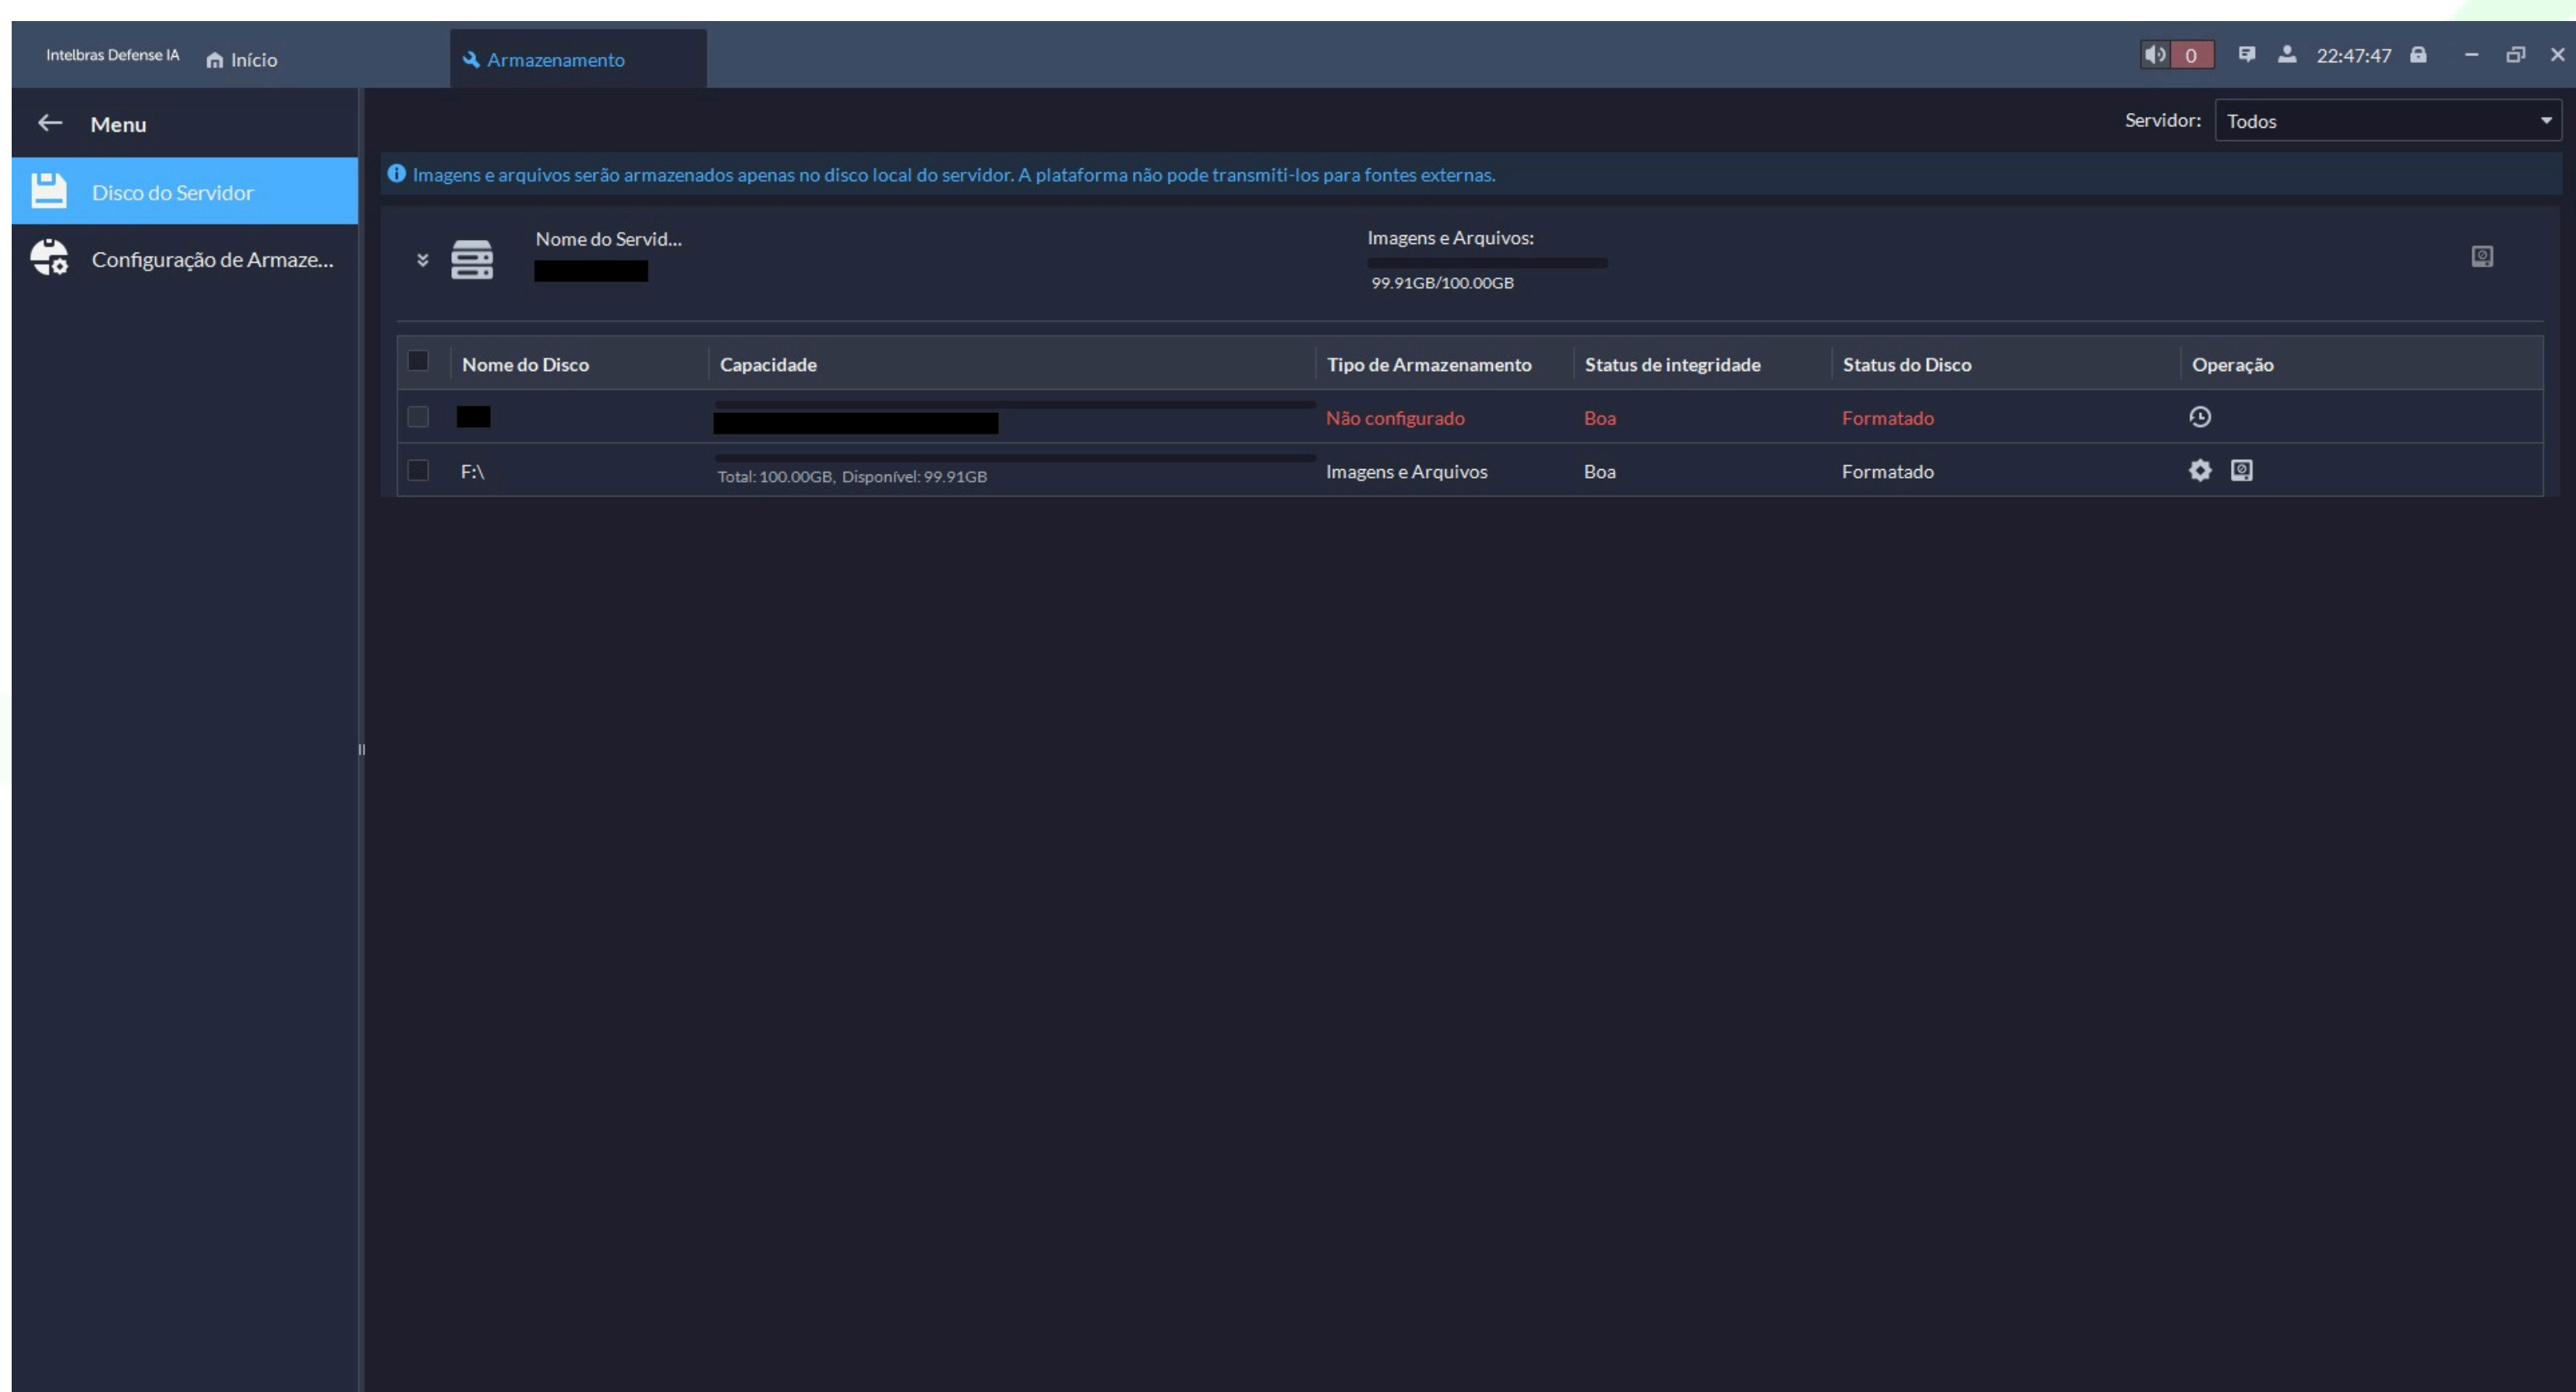 Intelbras Defense IA Início Armazenamento 0 22:47:47
Menu
Servidor: Todos
Disco do Servidor
Imagens e arquivos serão armazenados apenas no disco local do servidor. A plataforma não pode transmiti-los para fontes externas.
Configuração de Armaze...
Nome do Servid...
Imagens e Arquivos:
99.91GB/100.00GB
Nome do Disco Capacidade Tipo de Armazenamento Status de integridade Status do Disco Operação
Não configurado Boa Formatado
F:\ Total: 100.00GB, Disponível: 99.91GB Imagens e Arquivos Boa Formatado